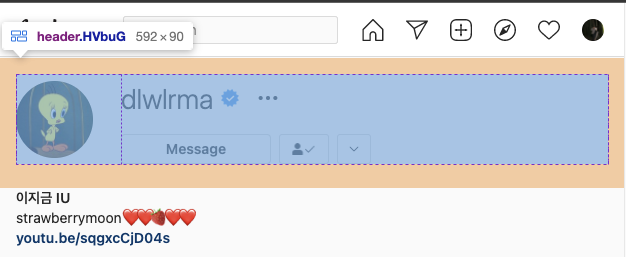 header.HVbuG 592 × 90
dlwlrma
Message
이지금 IU
strawberrymoon❤️❤️🍓❤️❤️
youtu.be/sqgxcCjD04s